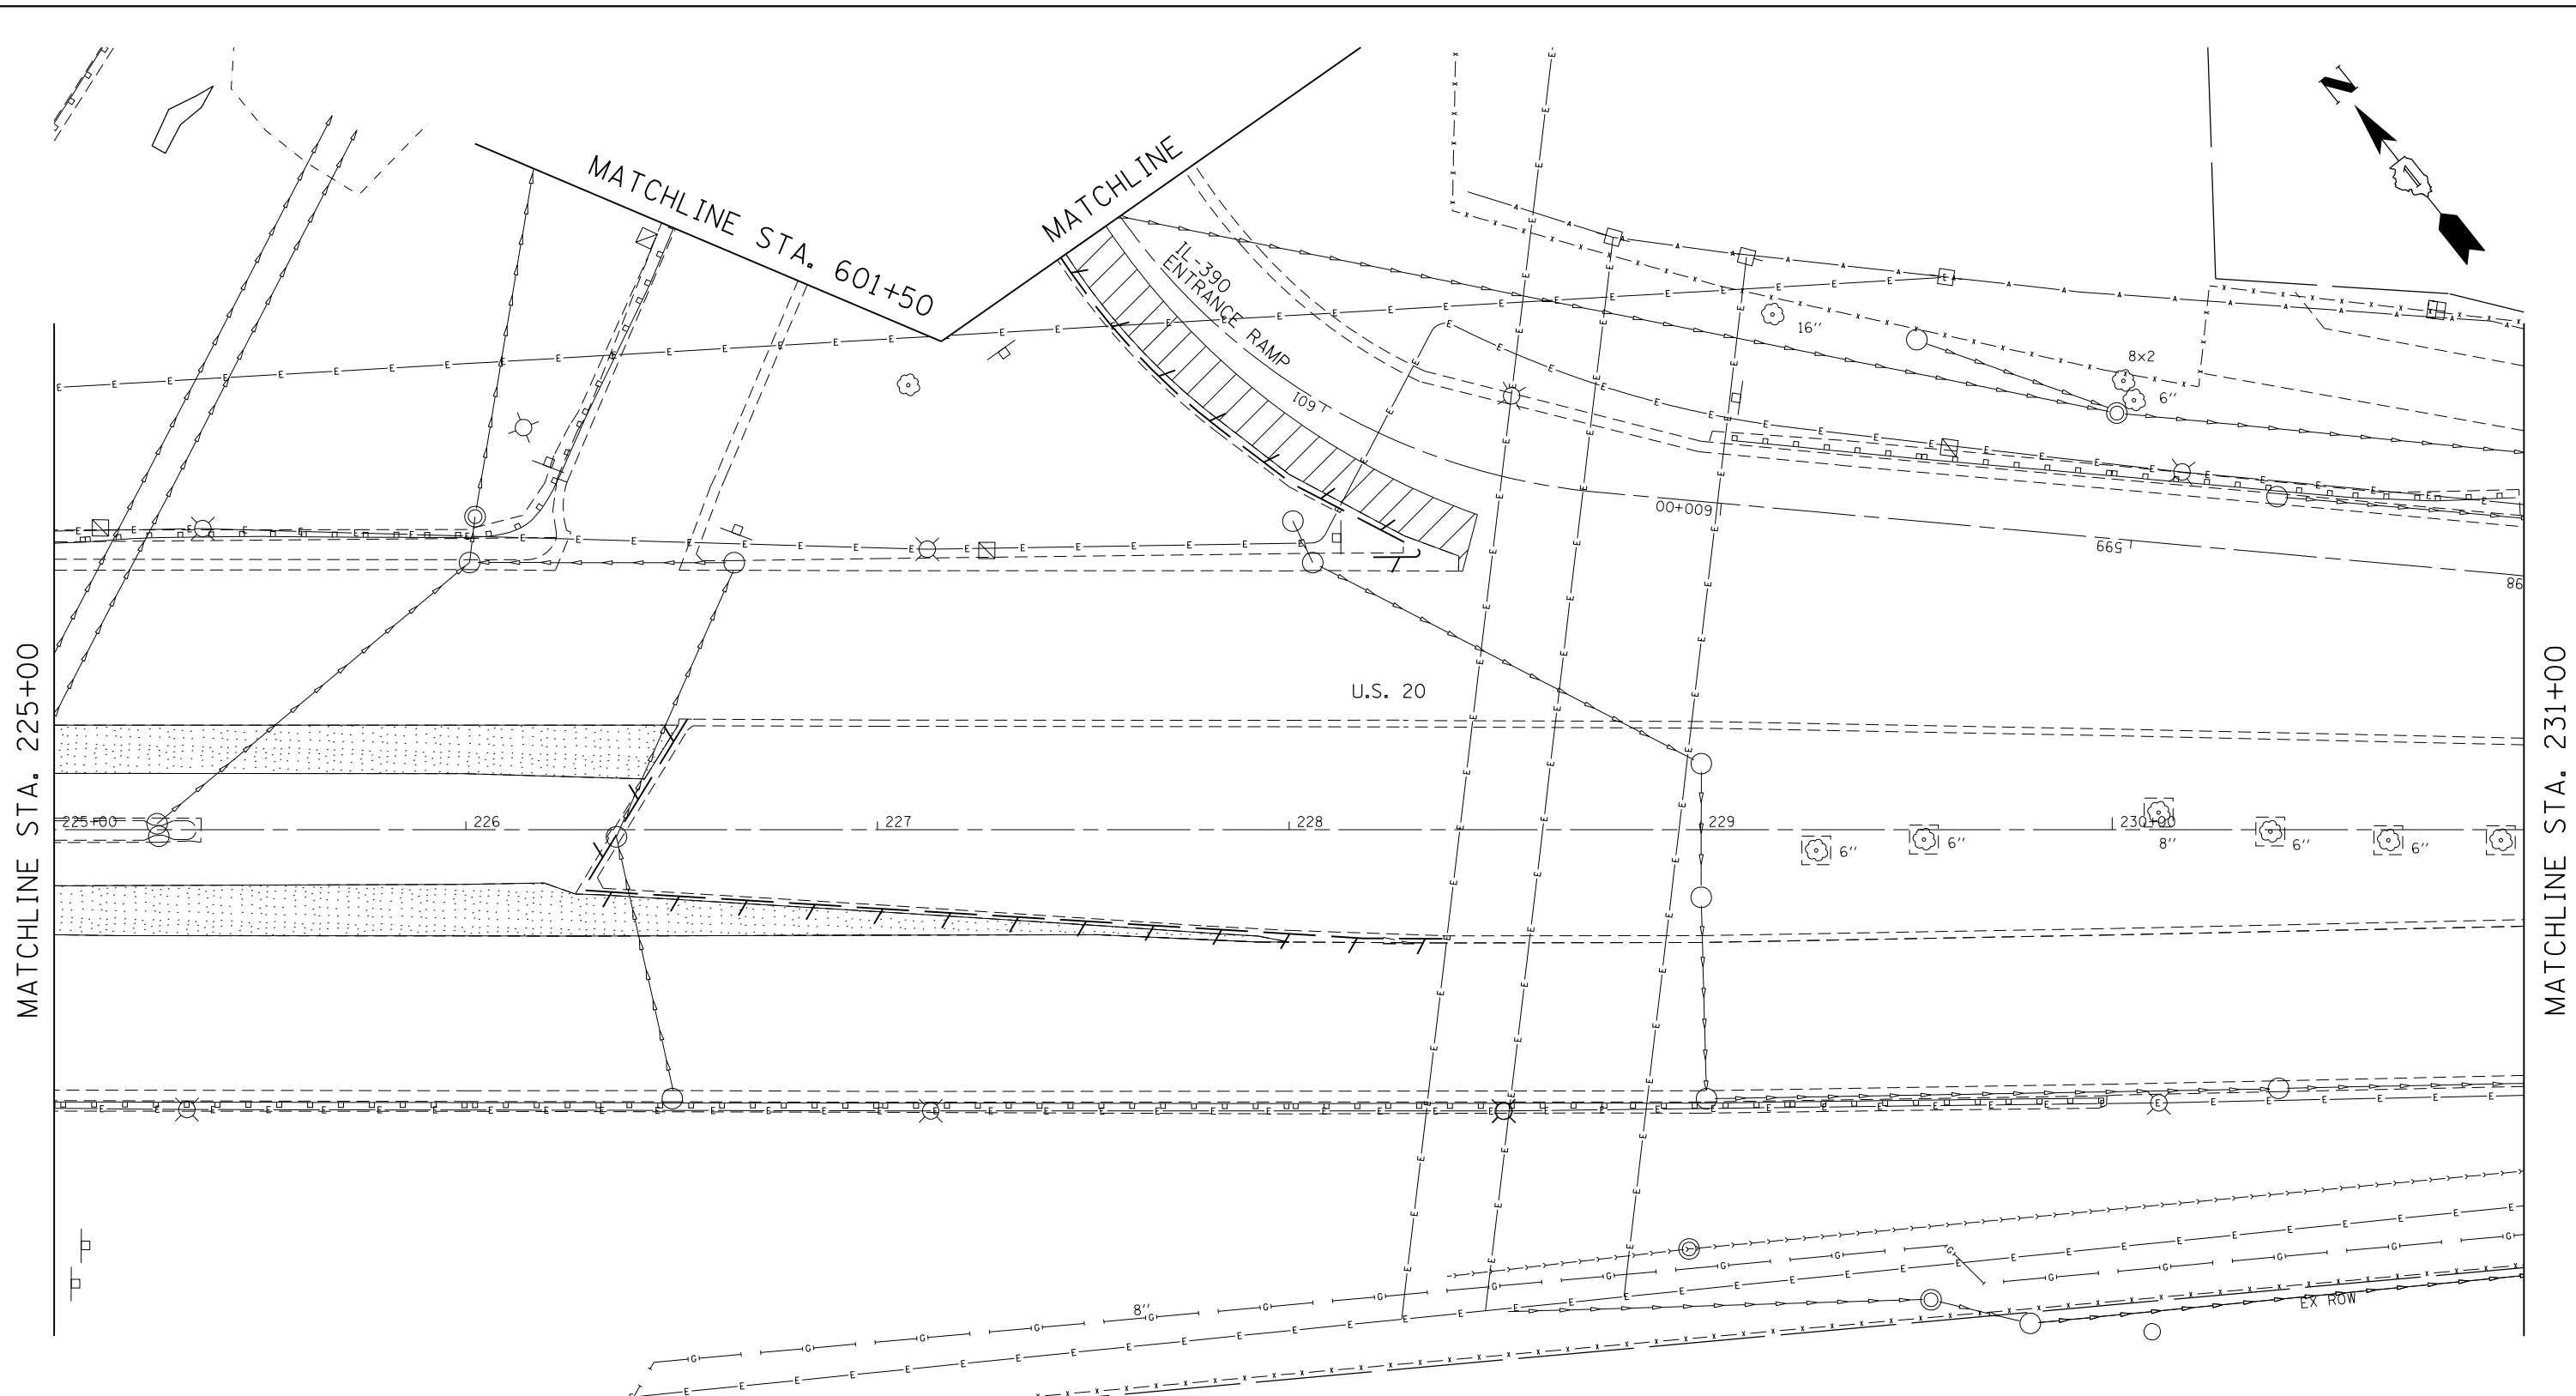 N
1
MATCHLINE STA. 601+50
MATCHLINE
IL-390
ENTRANCE RAMP
601
600+00
599
98
16''
8x2
6''
MATCHLINE STA. 225+00
MATCHLINE STA. 231+00
U.S. 20
225+00
226
227
228
229
230+00
6''
6''
8''
6''
6''
8''
EX ROW